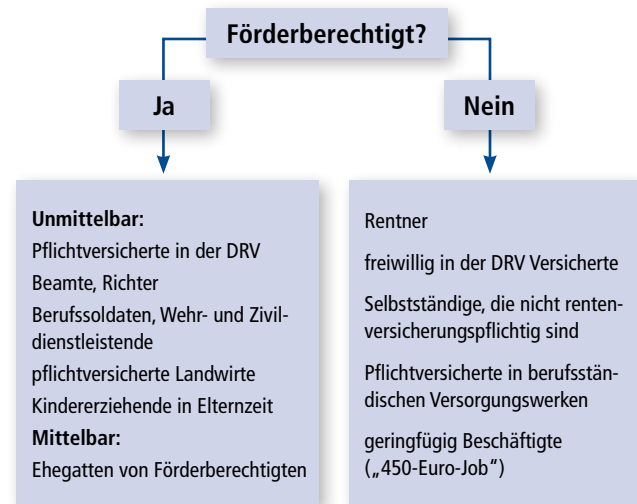 Förderberechtigt?
Ja
Nein
Unmittelbar:
Pflichtversicherte in der DRV
Beamte, Richter
Berufssoldaten, Wehr- und Zivil-
dienstleistende
pflichtversicherte Landwirte
Kindererziehende in Elternzeit
Mittelbar:
Ehegatten von Förderberechtigten
Rentner
freiwillig in der DRV Versicherte
Selbstständige, die nicht renten-
versicherungspflichtig sind
Pflichtversicherte in berufsstän-
dischen Versorgungswerken
geringfügig Beschäftigte
(„450-Euro-Job“)